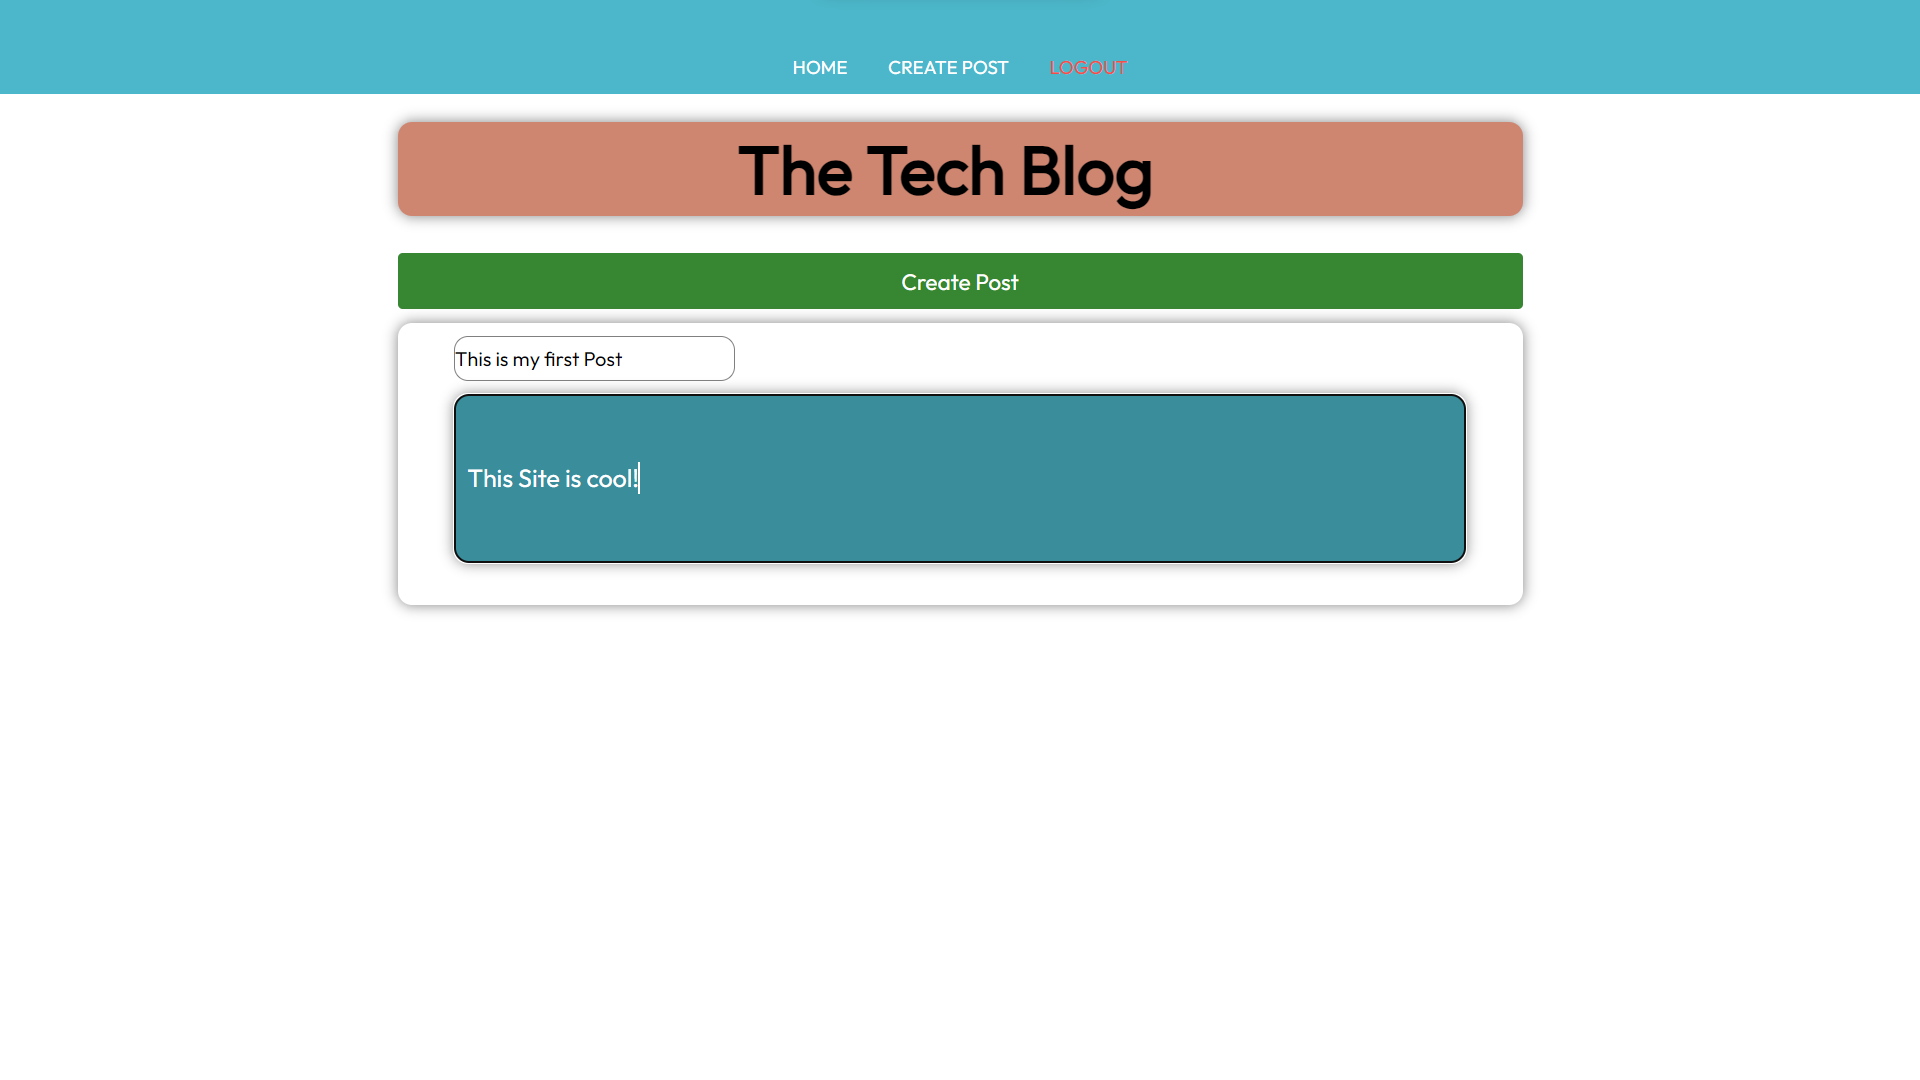 HOME CREATE POST LOGOUT
The Tech Blog
Create Post
This is my first Post
This Site is cool!